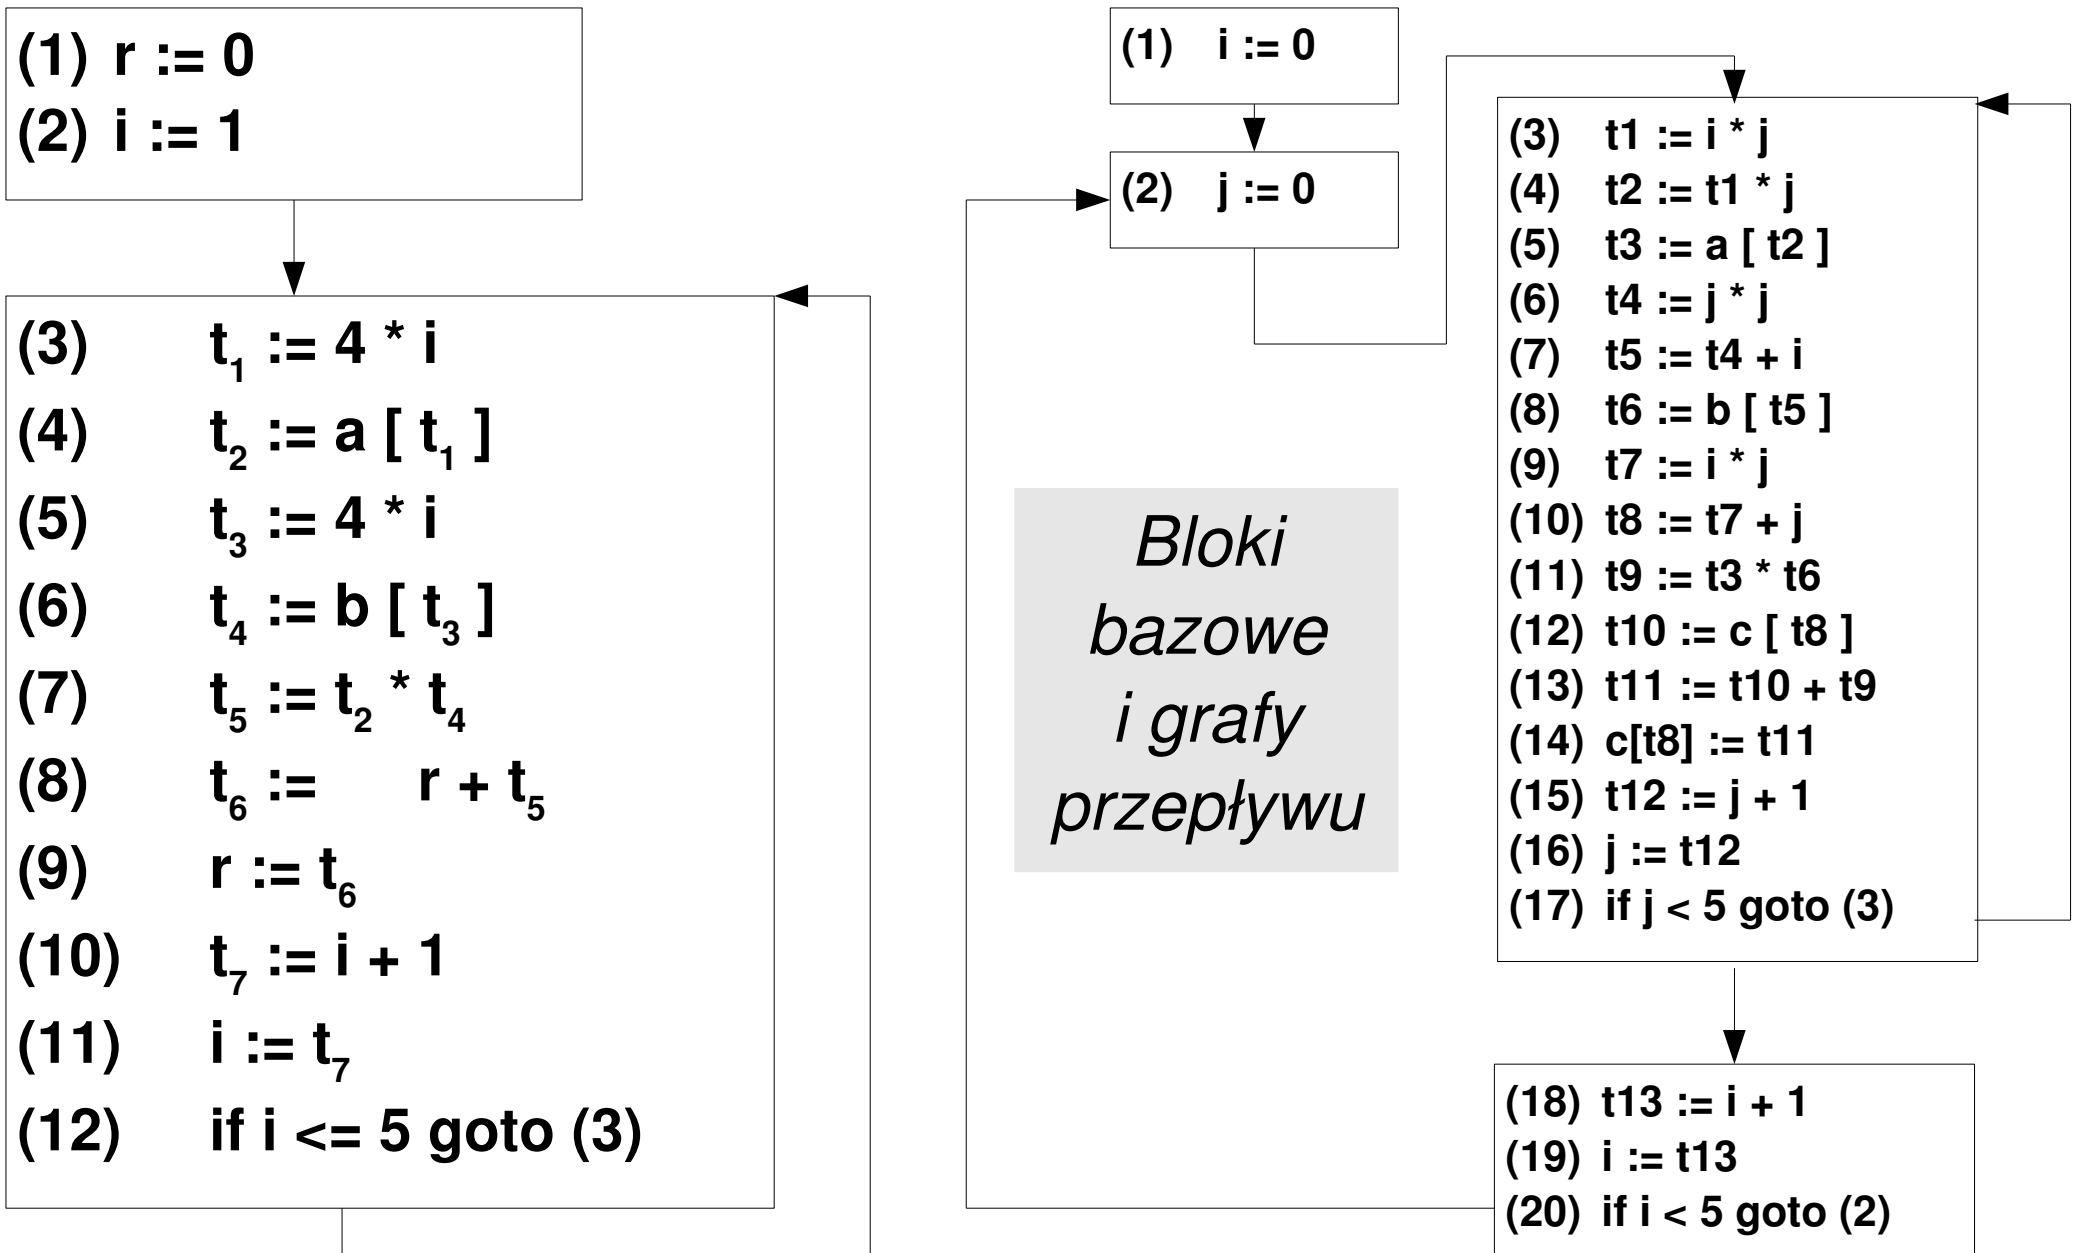 (1) r := 0
(2) i := 1
(3) t₁ := 4 * i
(4) t₂ := a [ t₁ ]
(5) t₃ := 4 * i
(6) t₄ := b [ t₃ ]
(7) t₅ := t₂ * t₄
(8) t₆ := r + t₅
(9) r := t₆
(10) t₇ := i + 1
(11) i := t₇
(12) if i <= 5 goto (3)
(1) i := 0
(2) j := 0
Bloki
bazowe
i grafy
przepływu
(3) t1 := i * j
(4) t2 := t1 * j
(5) t3 := a [ t2 ]
(6) t4 := j * j
(7) t5 := t4 + i
(8) t6 := b [ t5 ]
(9) t7 := i * j
(10) t8 := t7 + j
(11) t9 := t3 * t6
(12) t10 := c [ t8 ]
(13) t11 := t10 + t9
(14) c[t8] := t11
(15) t12 := j + 1
(16) j := t12
(17) if j < 5 goto (3)
(18) t13 := i + 1
(19) i := t13
(20) if i < 5 goto (2)